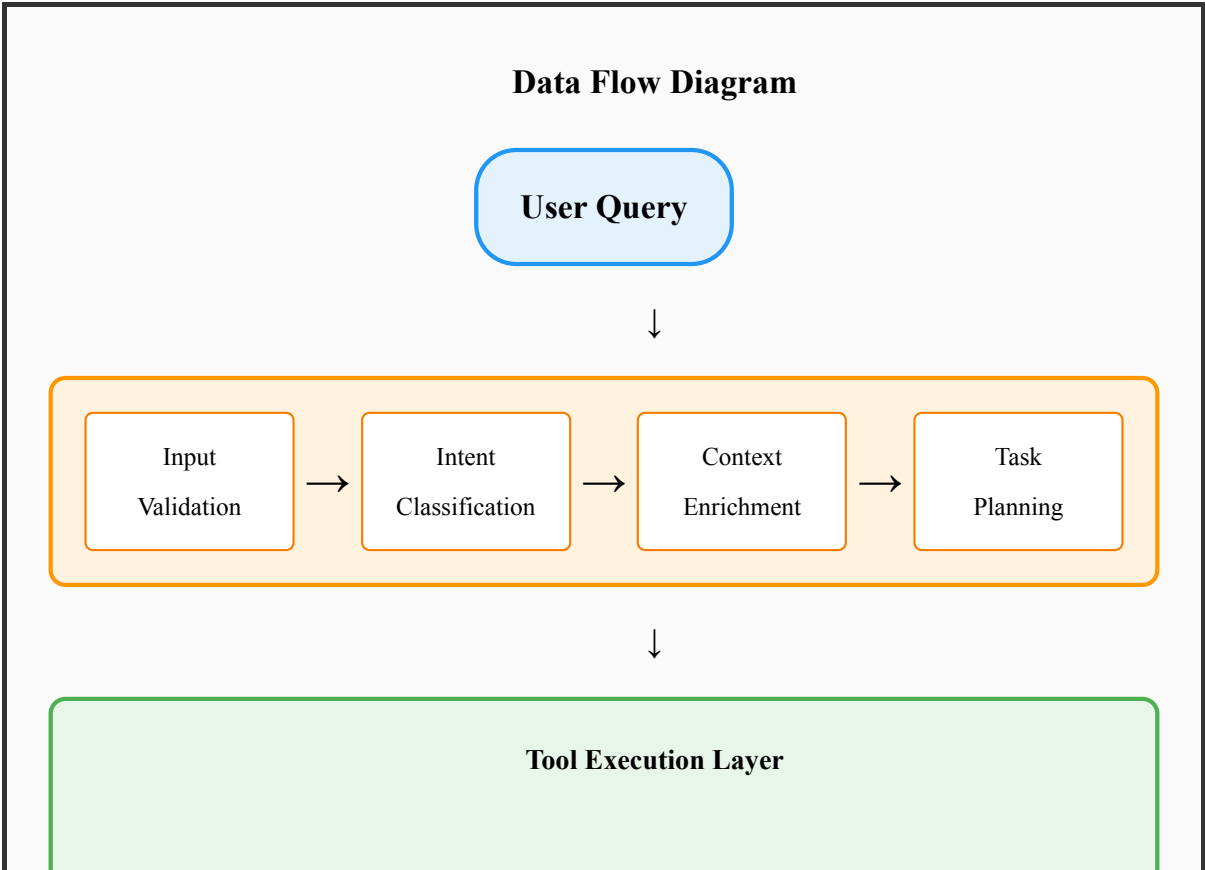 Data Flow Diagram
User Query
↓
Input
Validation
→
Intent
Classification
→
Context
Enrichment
→
Task
Planning
↓
Tool Execution Layer